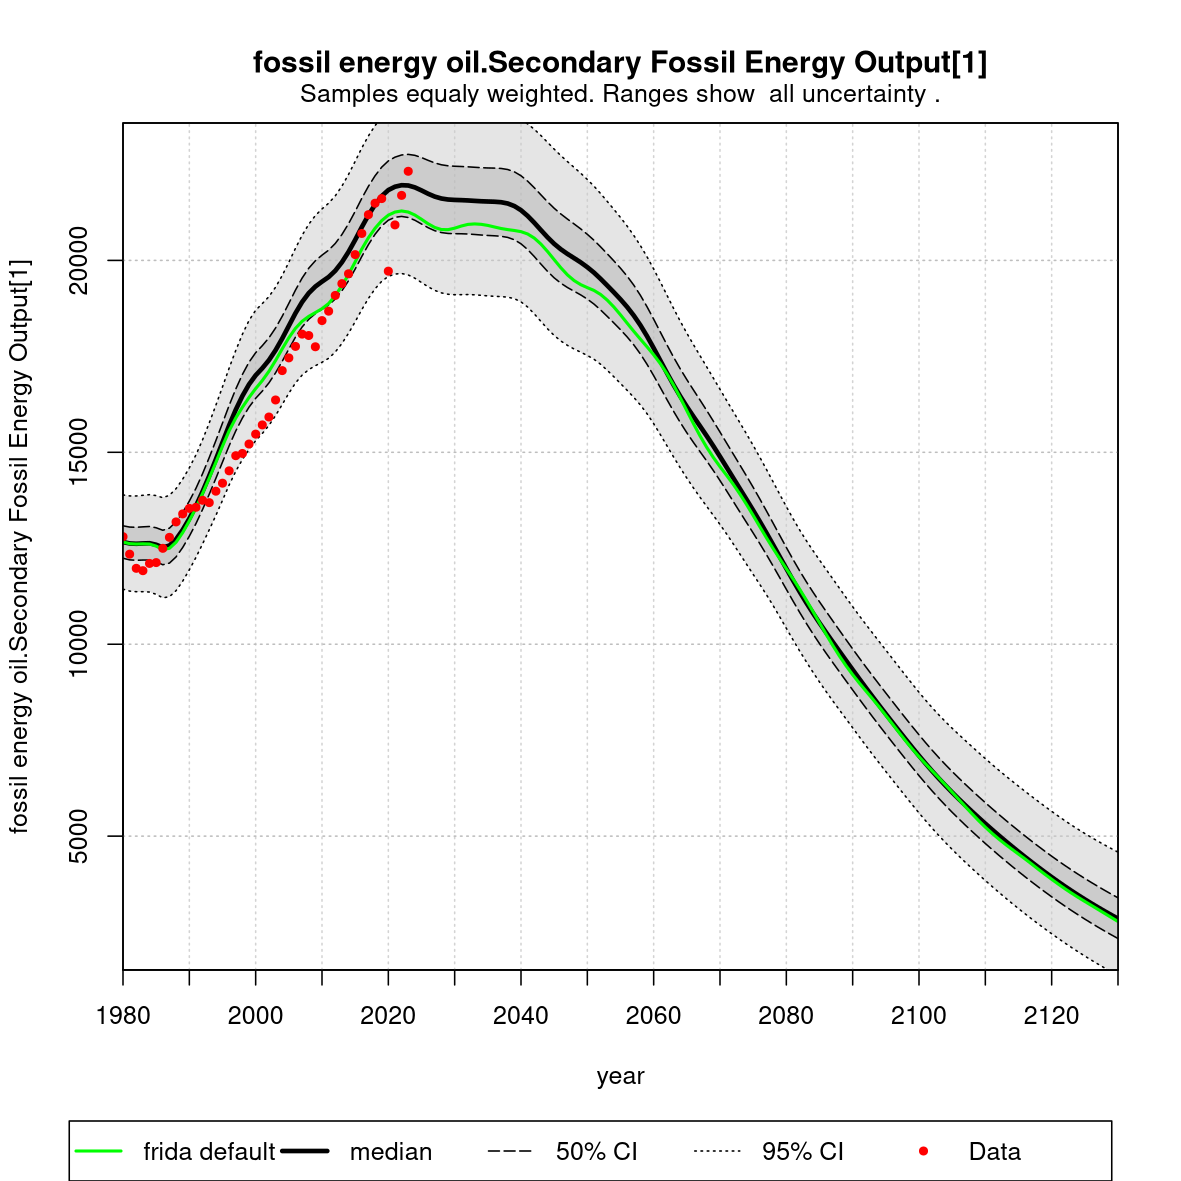 fossil energy oil.Secondary Fossil Energy Output[1]
Samples equaly weighted. Ranges show  all uncertainty .
fossil energy oil.Secondary Fossil Energy Output[1]
20000
15000
10000
5000
1980 2000 2020 2040 2060 2080 2100 2120
year
frida default median 50% CI 95% CI Data